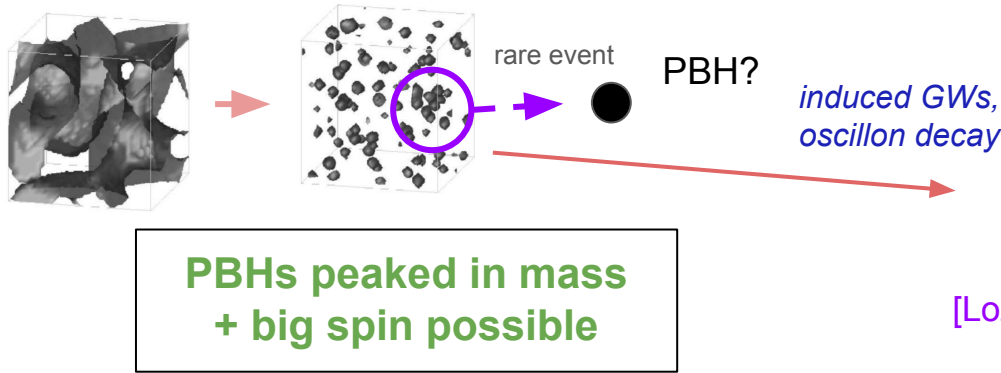 rare event
PBH?
induced GWs,
oscillon decay
PBHs peaked in mass
+ big spin possible
[Lo